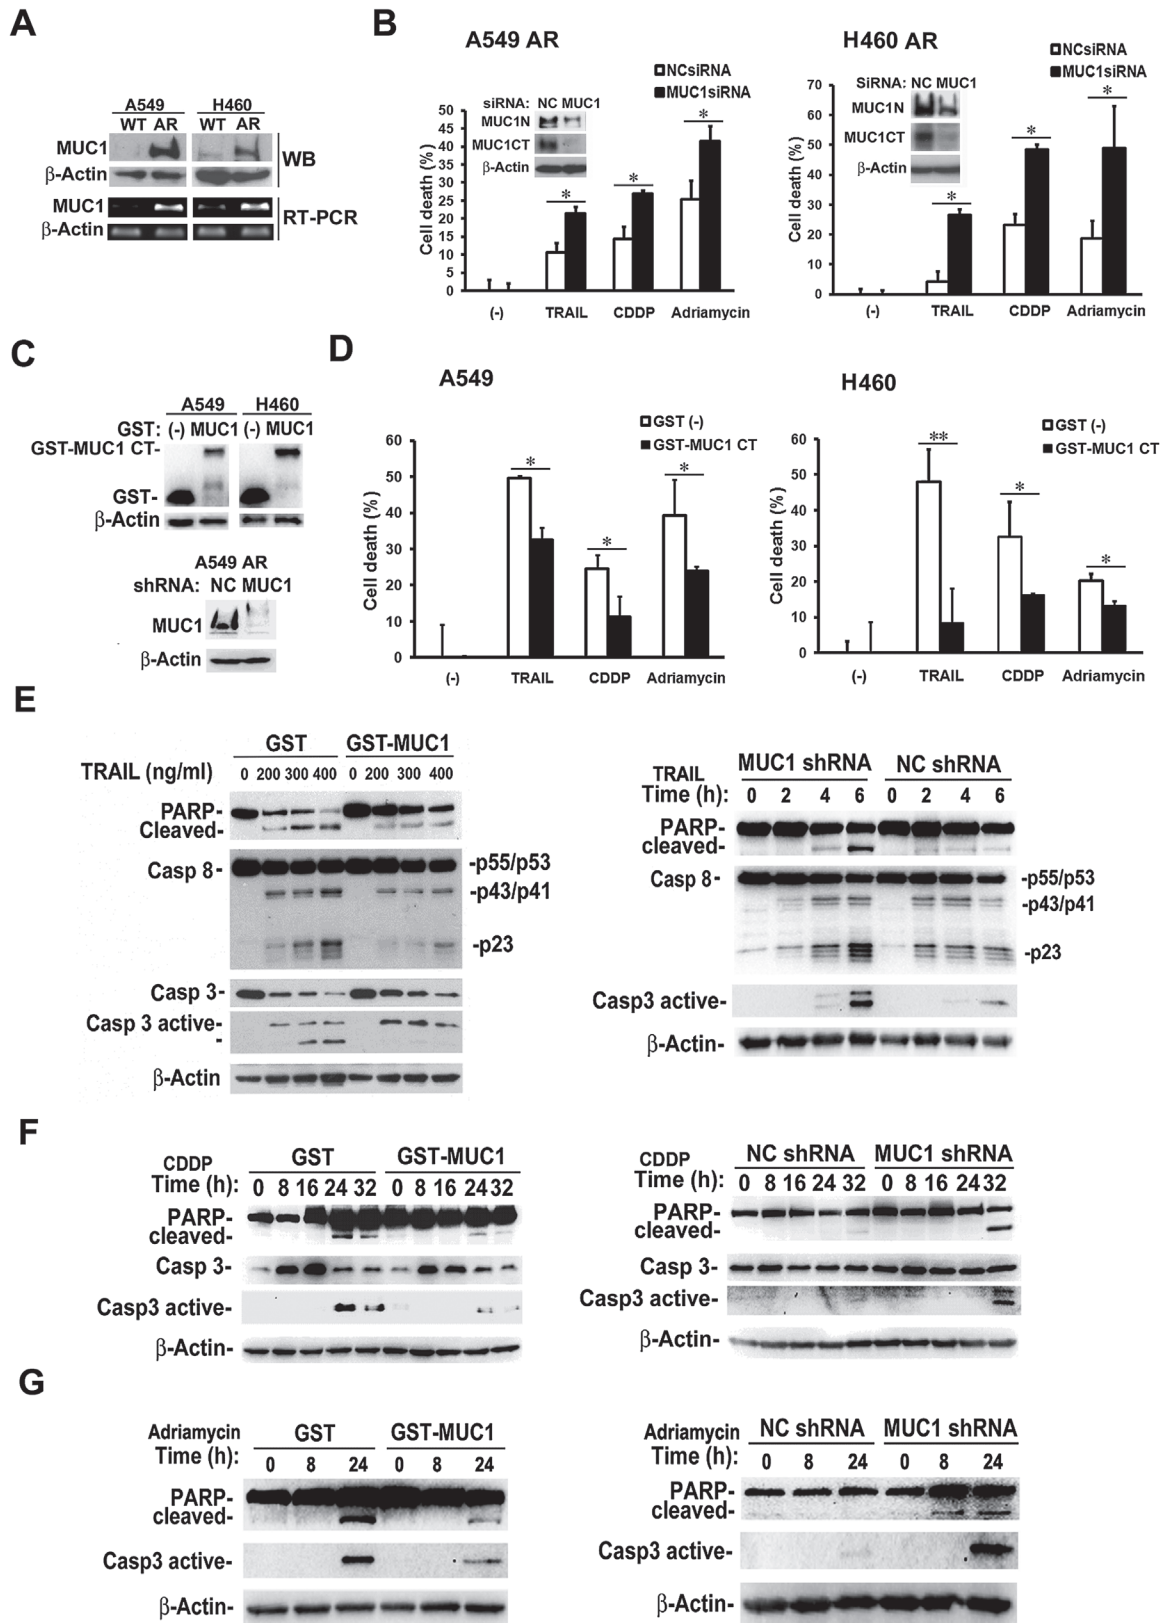 A
A549 H460
WT AR WT AR
MUC1
β-Actin
WB
MUC1
β-Actin
RT-PCR
B
A549 AR
NCsiRNA
MUC1siRNA
siRNA: NC MUC1
MUC1N
MUC1CT
β-Actin
Cell death (%)
50
45
40
35
30
25
20
15
10
5
0
* * *
(-) TRAIL CDDP Adriamycin
H460 AR
NCsiRNA
MUC1siRNA
SiRNA: NC MUC1
MUC1N
MUC1CT
β-Actin
Cell death (%)
70
60
50
40
30
20
10
0
* * *
(-) TRAIL CDDP Adriamycin
C
A549 H460
GST: (-) MUC1 (-) MUC1
GST-MUC1 CT-
GST-
β-Actin
A549 AR
shRNA: NC MUC1
MUC1
β-Actin
D
A549
GST (-)
GST-MUC1 CT
Cell death (%)
60
50
40
30
20
10
0
* * *
(-) TRAIL CDDP Adriamycin
H460
GST (-)
GST-MUC1 CT
Cell death (%)
60
50
40
30
20
10
0
** * *
(-) TRAIL CDDP Adriamycin
E
GST GST-MUC1
TRAIL (ng/ml) 0 200 300 400 0 200 300 400
PARP-
Cleaved-
Casp 8-
-p55/p53
-p43/p41
-p23
Casp 3-
Casp 3 active-
-
β-Actin
MUC1 shRNA NC shRNA
TRAIL
Time (h): 0 2 4 6 0 2 4 6
PARP-
cleaved-
Casp 8-
-p55/p53
-p43/p41
-p23
Casp3 active-
β-Actin-
F
GST GST-MUC1
CDDP
Time (h): 0 8 16 24 32 0 8 16 24 32
PARP-
cleaved-
Casp 3-
Casp3 active-
β-Actin-
NC shRNA MUC1 shRNA
CDDP
Time (h): 0 8 16 24 32 0 8 16 24 32
PARP-
cleaved-
Casp 3-
Casp3 active-
β-Actin-
G
GST GST-MUC1
Adriamycin
Time (h): 0 8 24 0 8 24
PARP-
cleaved-
Casp3 active-
β-Actin-
NC shRNA MUC1 shRNA
Adriamycin
Time (h): 0 8 24 0 8 24
PARP-
cleaved-
Casp3 active-
β-Actin-